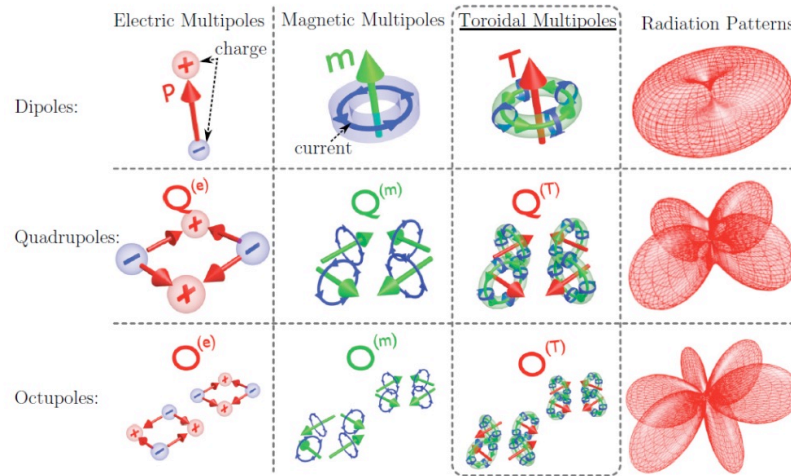 Electric Multipoles Magnetic Multipoles Toroidal Multipoles Radiation Patterns
Dipoles:
+ charge
P
−
m
current
T
Quadrupoles:
Q(e)
+
− −
+
Q(m)
Q(T)
Octupoles:
O(e)
− +
− −
+
− +
+ −
O(m)
O(T)